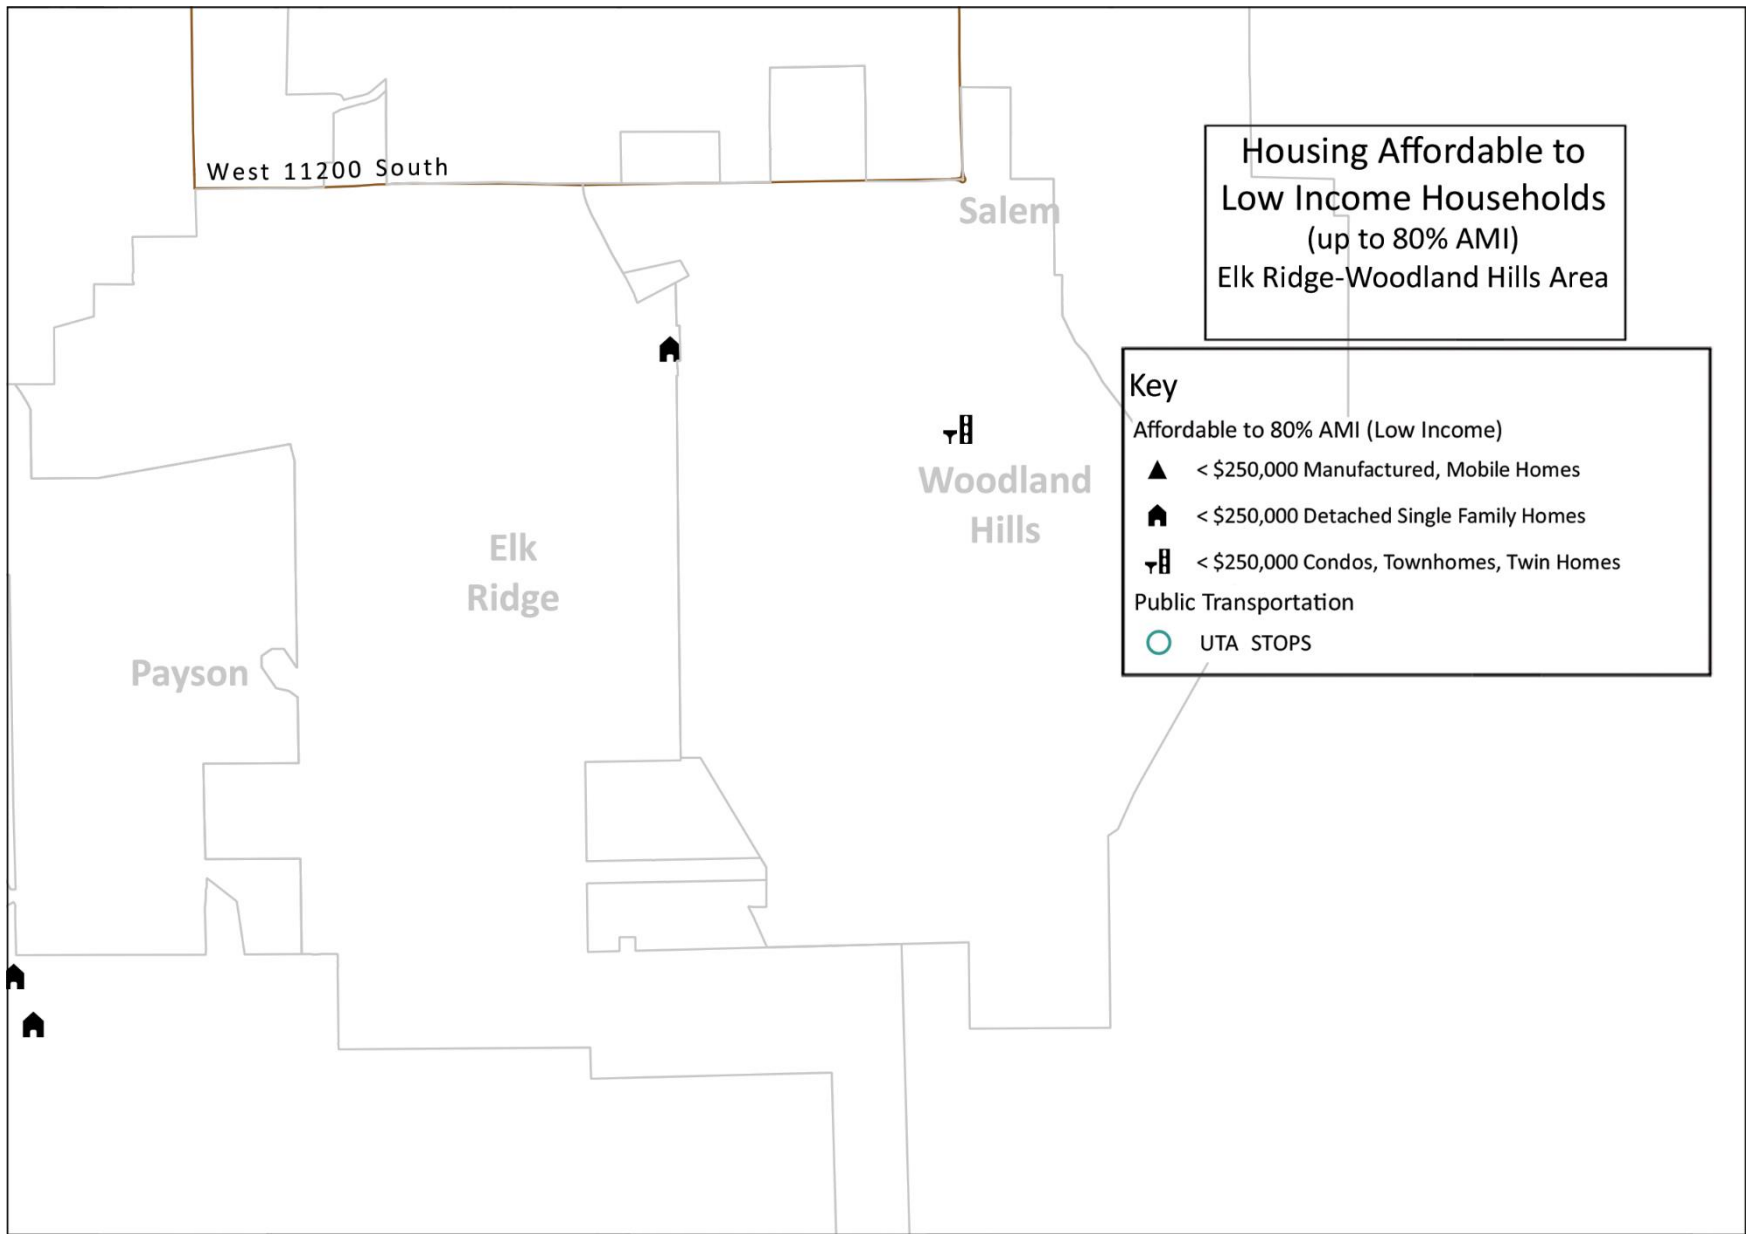 West 11200 South
Salem
Housing Affordable to
Low Income Households
(up to 80% AMI)
Elk Ridge-Woodland Hills Area
Key
Affordable to 80% AMI (Low Income)
< $250,000 Manufactured, Mobile Homes
< $250,000 Detached Single Family Homes
< $250,000 Condos, Townhomes, Twin Homes
Public Transportation
UTA STOPS
Woodland
Hills
Elk
Ridge
Payson